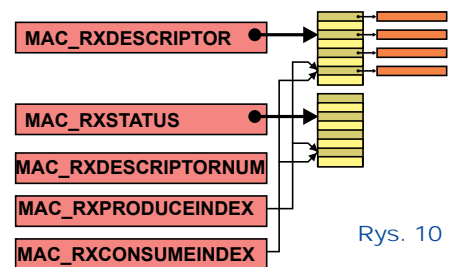 MAC_RXDESCRIPTOR
MAC_RXSTATUS
MAC_RXDESCRIPTORNUM
MAC_RXPRODUCEINDEX
MAC_RXCONSUMEINDEX
Rys. 10